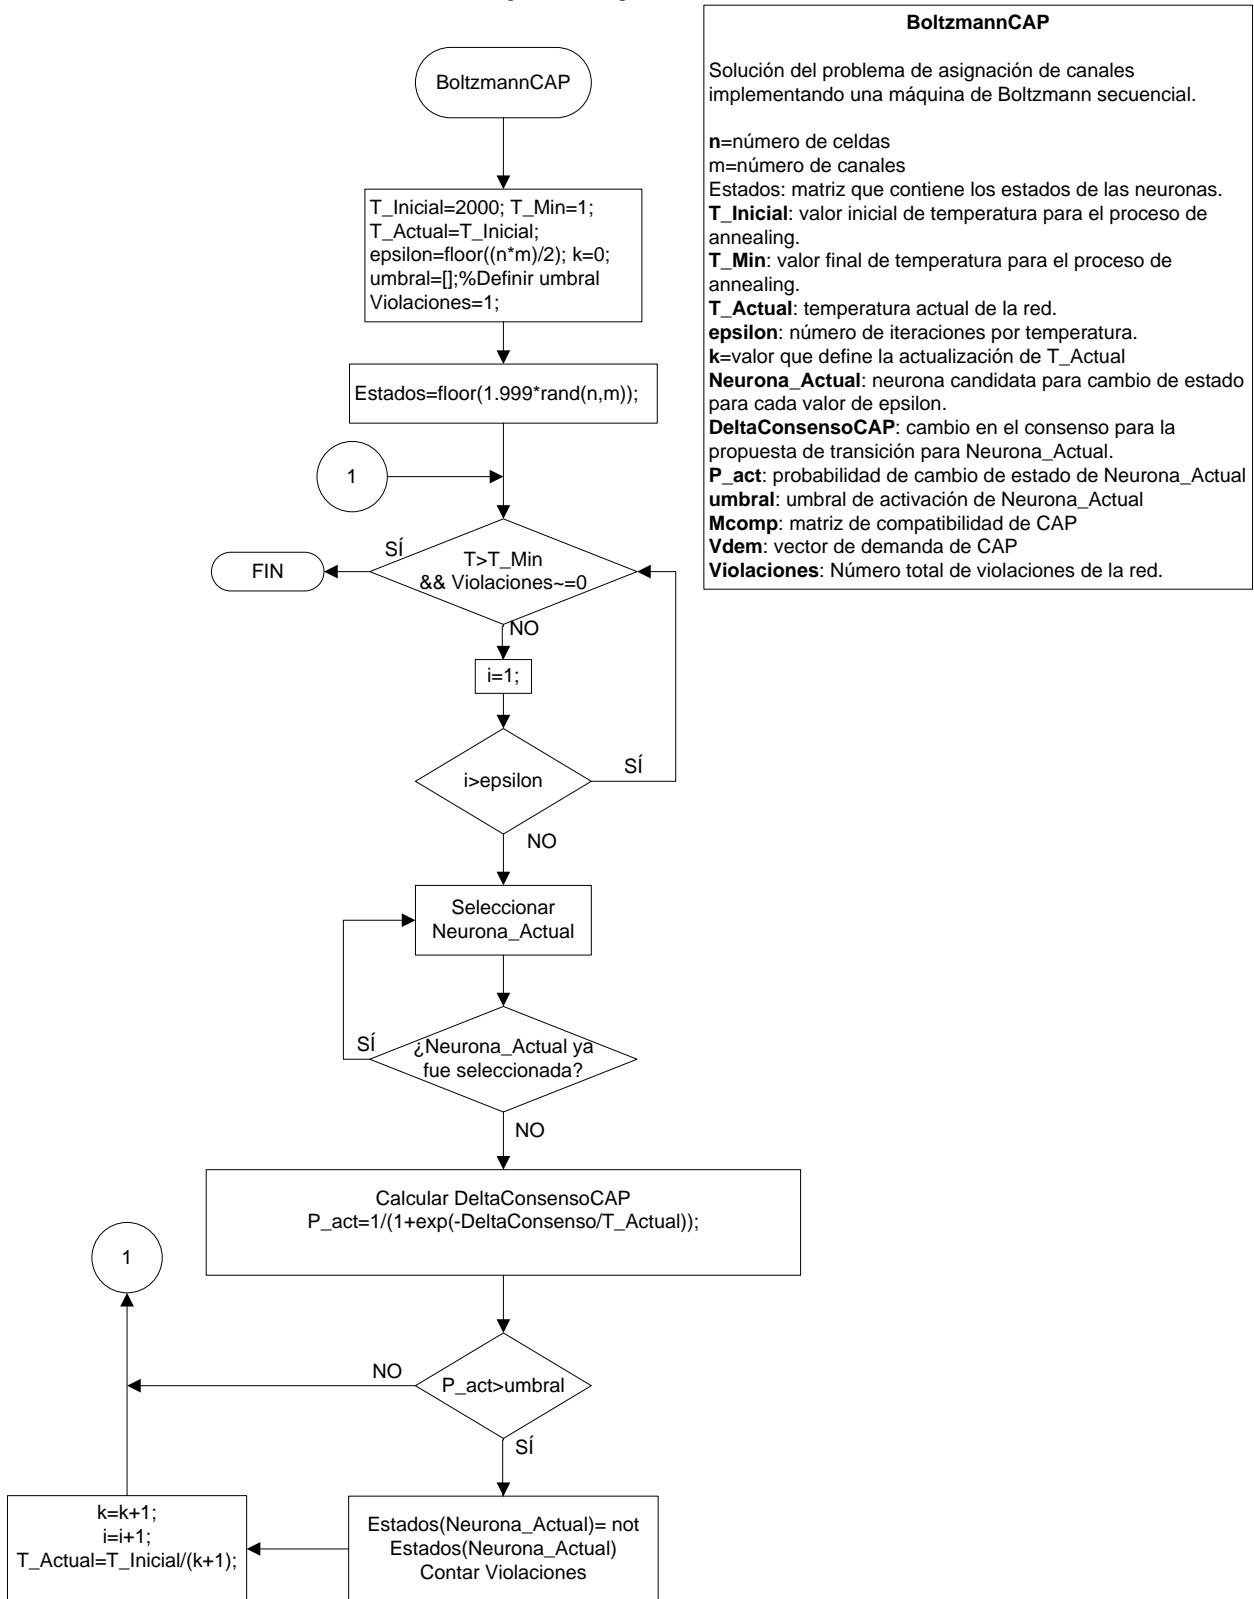 BoltzmannCAP
T_Inicial=2000; T_Min=1;
T_Actual=T_Inicial;
epsilon=floor((n*m)/2); k=0;
umbral=[];%Definir umbral
Violaciones=1;
Estados=floor(1.999*rand(n,m));
1
SÍ
T>T_Min
&& Violaciones~=0
FIN
NO
i=1;
i>epsilon
SÍ
NO
Seleccionar
Neurona_Actual
SÍ
¿Neurona_Actual ya
fue seleccionada?
NO
Calcular DeltaConsensoCAP
P_act=1/(1+exp(-DeltaConsenso/T_Actual));
1
NO
P_act>umbral
SÍ
k=k+1;
i=i+1;
T_Actual=T_Inicial/(k+1);
Estados(Neurona_Actual)= not
Estados(Neurona_Actual)
Contar Violaciones
BoltzmannCAP
Solución del problema de asignación de canales
implementando una máquina de Boltzmann secuencial.
n=número de celdas
m=número de canales
Estados: matriz que contiene los estados de las neuronas.
T_Inicial: valor inicial de temperatura para el proceso de
annealing.
T_Min: valor final de temperatura para el proceso de
annealing.
T_Actual: temperatura actual de la red.
epsilon: número de iteraciones por temperatura.
k=valor que define la actualización de T_Actual
Neurona_Actual: neurona candidata para cambio de estado
para cada valor de epsilon.
DeltaConsensoCAP: cambio en el consenso para la
propuesta de transición para Neurona_Actual.
P_act: probabilidad de cambio de estado de Neurona_Actual
umbral: umbral de activación de Neurona_Actual
Mcomp: matriz de compatibilidad de CAP
Vdem: vector de demanda de CAP
Violaciones: Número total de violaciones de la red.